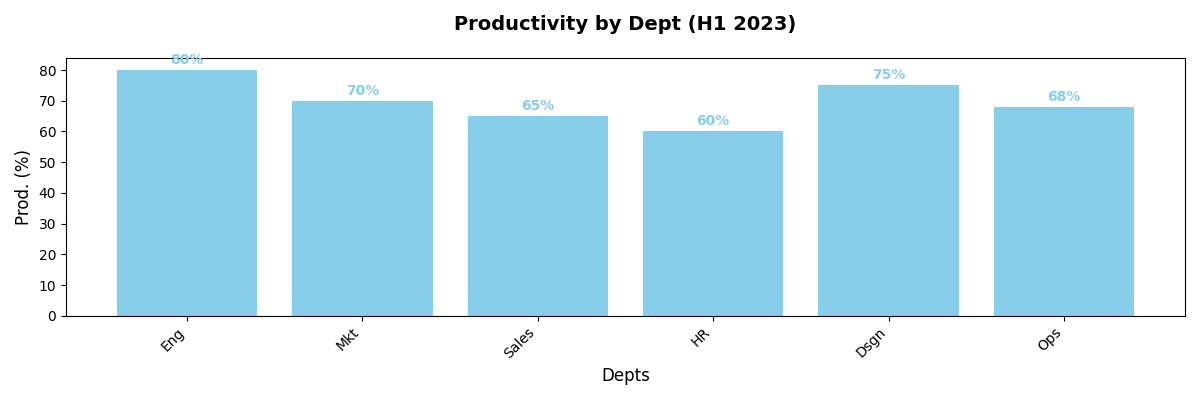 Productivity by Dept (H1 2023)
80%
70%
65%
60%
75%
68%
80
70
60
50
40
30
20
10
0
Prod. (%)
Eng
Mkt
Sales
HR
Dsgn
Ops
Depts